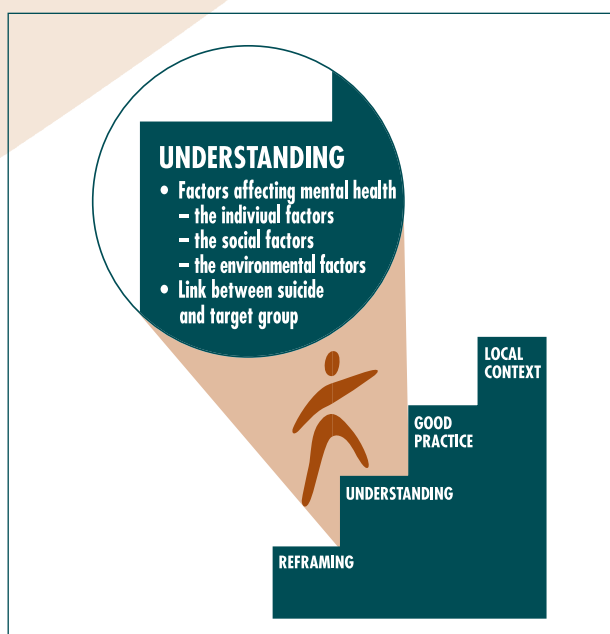 UNDERSTANDING
• Factors affecting mental health
– the indiviual factors
– the social factors
– the environmental factors
• Link between suicide
and target group
LOCAL
CONTEXT
GOOD
PRACTICE
UNDERSTANDING
REFRAMING